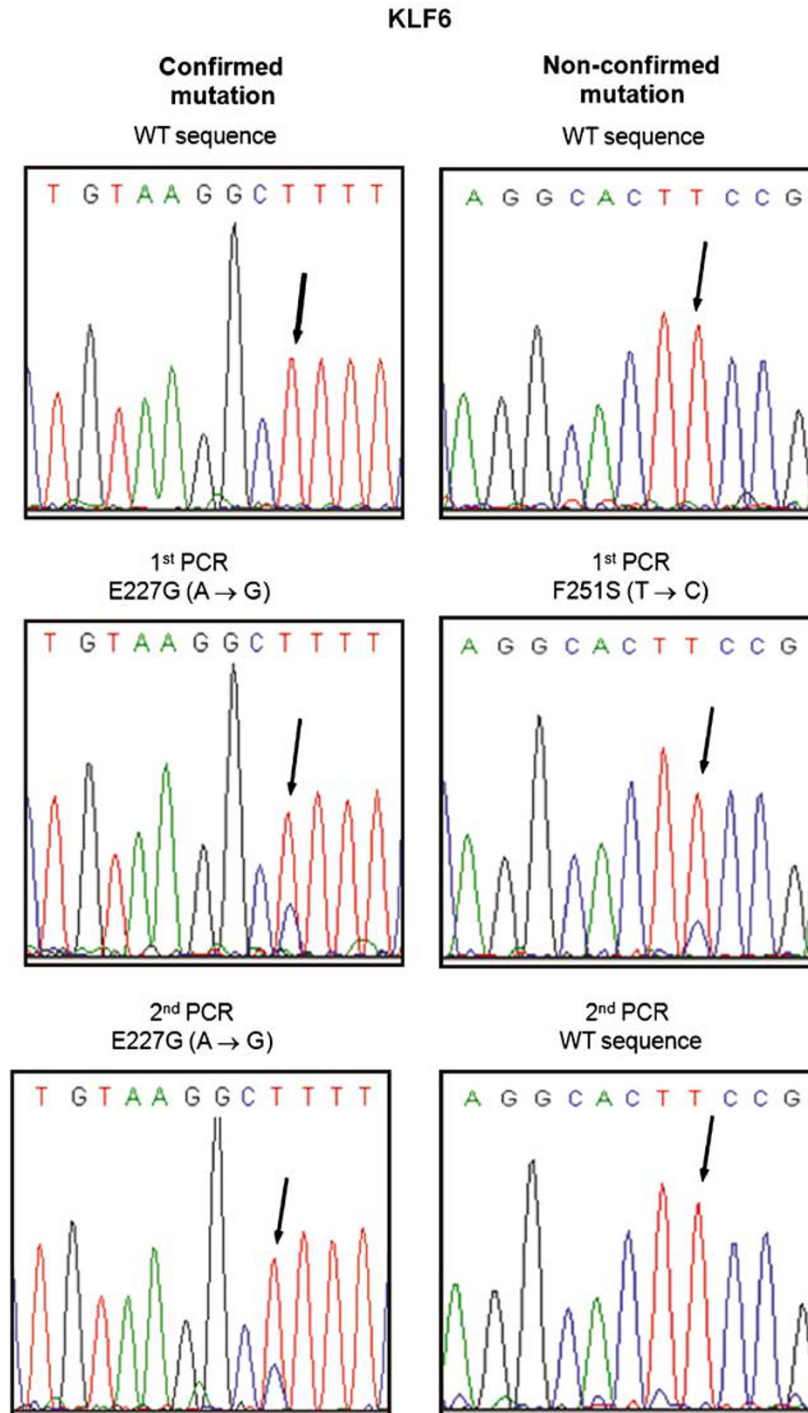 KLF6
Confirmed
mutation
WT sequence
Non-confirmed
mutation
WT sequence
T G T A A G G C T T T T
A G G C A C T T C C G
1st PCR
E227G (A → G)
1st PCR
F251S (T → C)
T G T A A G G C T T T T
A G G C A C T T C C G
2nd PCR
E227G (A → G)
2nd PCR
WT sequence
T G T A A G G C T T T T
A G G C A C T T C C G